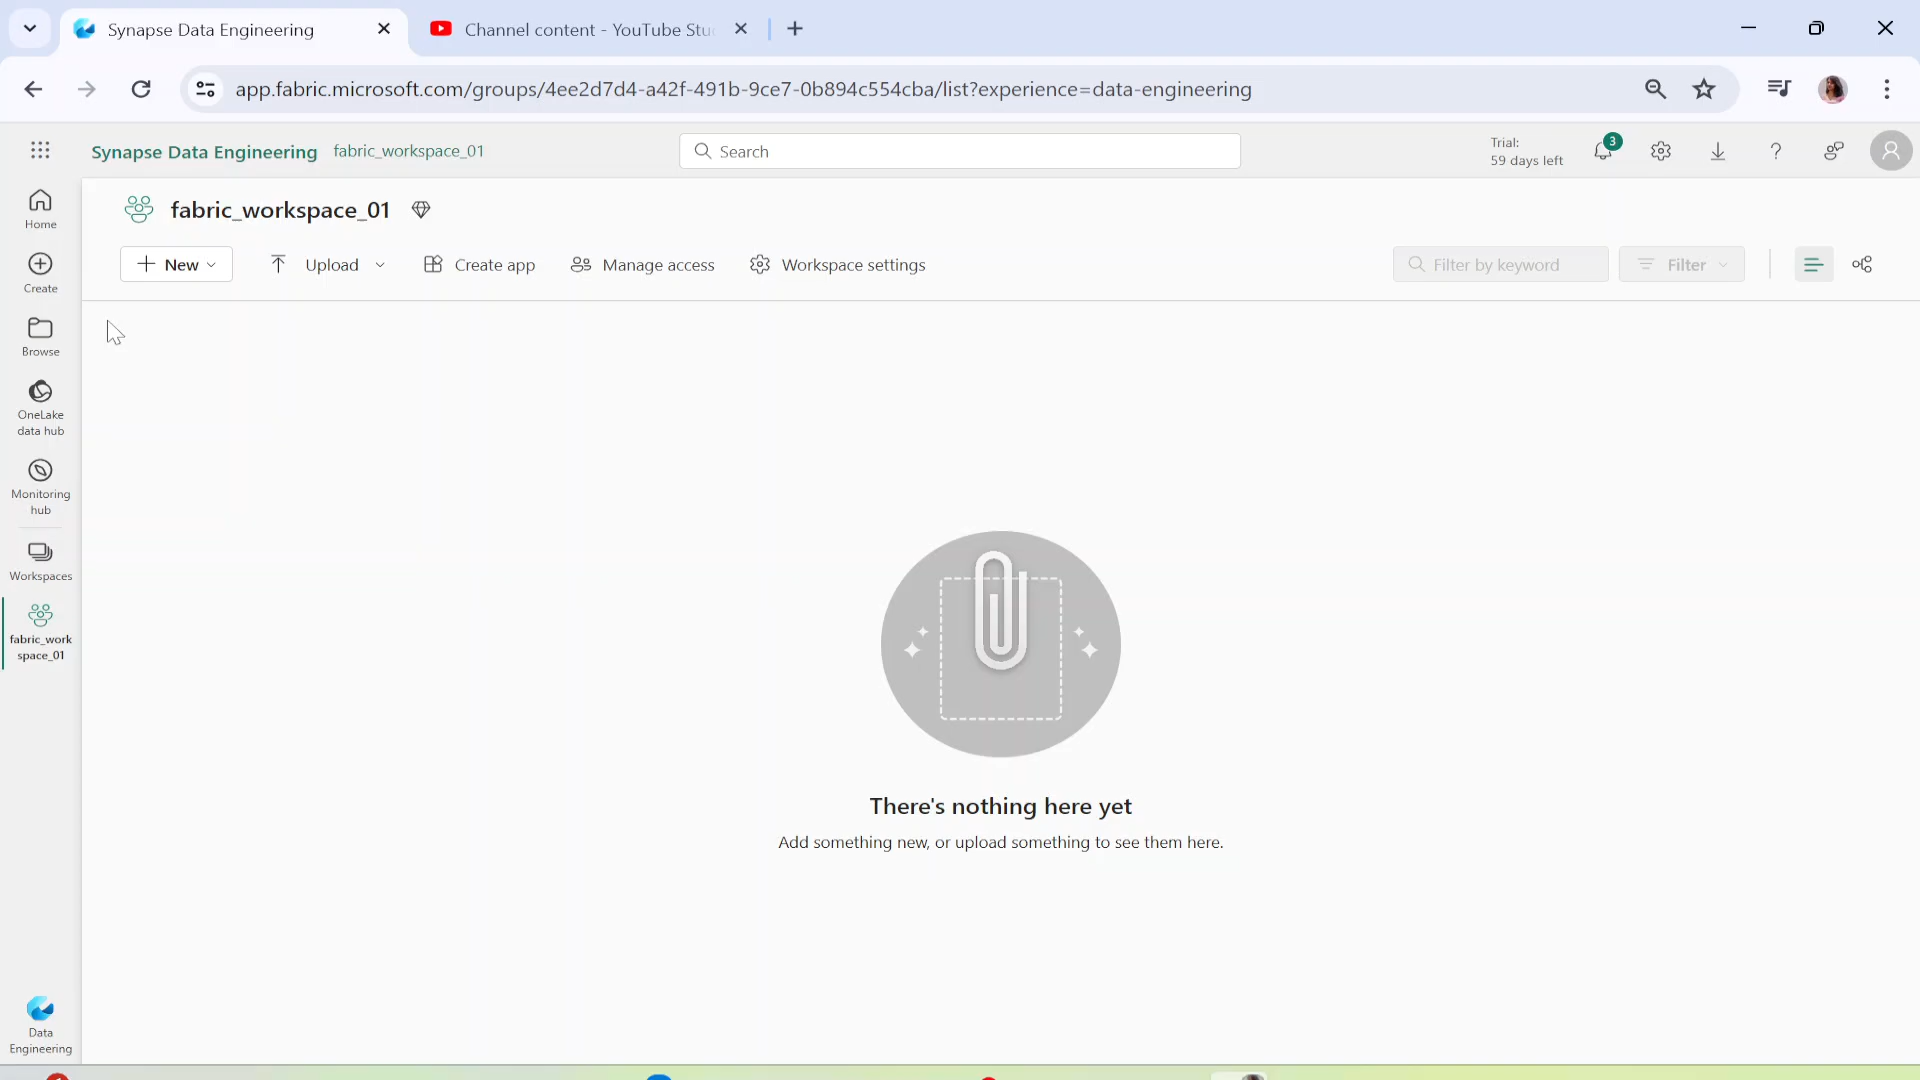 Synapse Data Engineering
Channel content - YouTube Stu
app.fabric.microsoft.com/groups/4ee2d7d4-a42f-491b-9ce7-0b894c554cba/list?experience=data-engineering
Synapse Data Engineering fabric_workspace_01
Search
Trial:
59 days left
3
Home
Create
Browse
OneLake
data hub
Monitoring
hub
Workspaces
fabric_work
space_01
Data
Engineering
fabric_workspace_01
New Upload Create app Manage access Workspace settings
Filter by keyword Filter
There's nothing here yet
Add something new, or upload something to see them here.